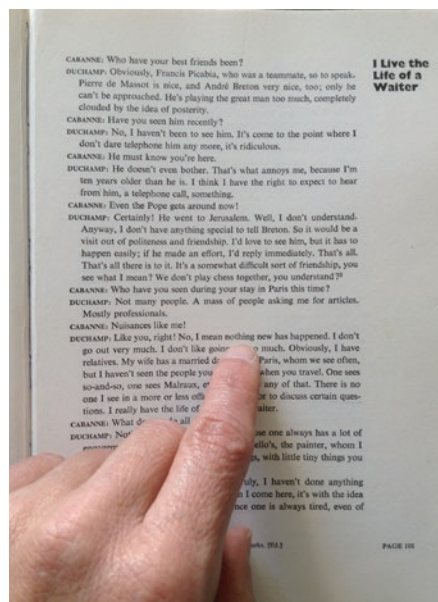 CABANNE: Who have your best friends been?
DUCHAMP: Obviously, Francis Picabia, who was a teammate, so to speak.
Pierre de Massot is nice, and André Breton very nice, too; only he
can't be approached. He's playing the great man too much, completely
clouded by the idea of posterity.
CABANNE: Have you seen him recently?
DUCHAMP: No, I haven't been to see him. It's come to the point where I
don't dare telephone him any more, it's ridiculous.
CABANNE: He must know you're here.
DUCHAMP: He doesn't even bother. That's what annoys me, because I'm
ten years older than he is. I think I have the right to expect to hear
from him, a telephone call, something.
CABANNE: Even the Pope gets around now!
DUCHAMP: Certainly! He went to Jerusalem. Well, I don't understand.
Anyway, I don't have anything special to tell Breton. So it would be a
visit out of politeness and friendship. I'd love to see him, but it has to
happen easily; if he made an effort, I'd reply immediately. That's all.
That's all there is to it. It's a somewhat difficult sort of friendship, you
see what I mean? We don't play chess together, you understand?
CABANNE: Who have you seen during your stay in Paris this time?
DUCHAMP: Not many people. A mass of people asking me for articles.
Mostly professionals.
CABANNE: Nuisances like me!
DUCHAMP: Like you, right! No, I mean nothing new has happened. I don't
go out very much. I don't like going much. Obviously, I have
relatives. My wife has a married Paris, whom we see often,
but I haven't seen the people you when you travel. One sees
so-and-so, one sees Malraux, any of that. There is no
one I see in a more or less to discuss certain ques-
tions. I really have the life of
CABANNE: What all
DUCHAMP: one always has a lot of
the painter, whom I
with little tiny things you
I haven't done anything
I come here, it's with the idea
one is always tired, even of
I Live the
Life of a
Waiter
PAGE 101